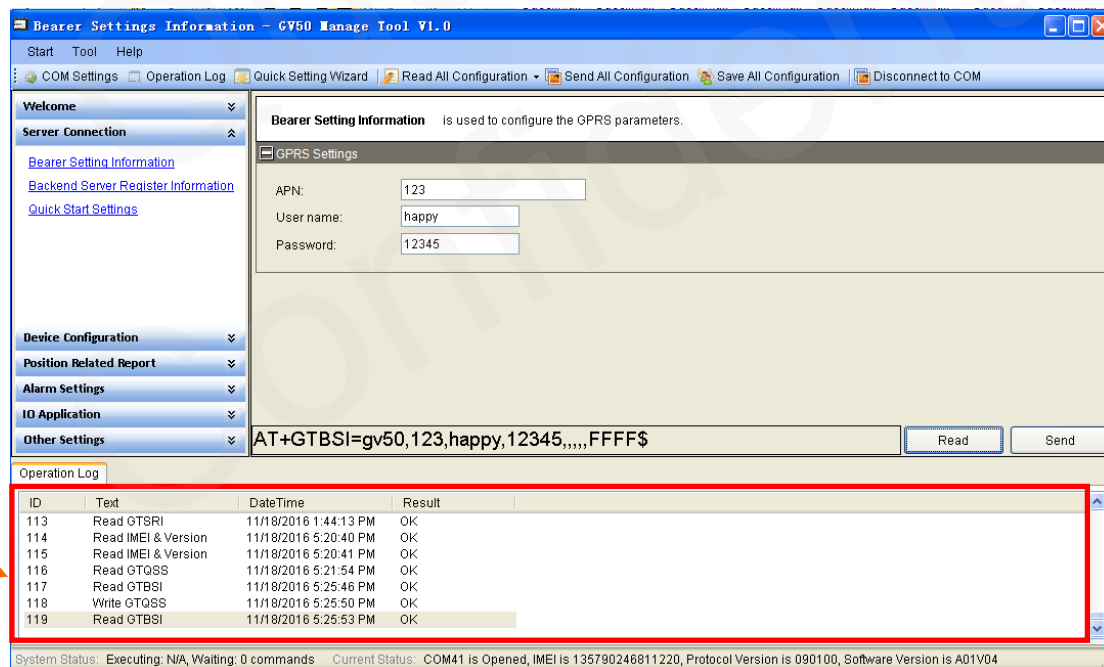 Bearer Settings Information - GV50 Manage Tool V1.0
Start Tool Help
COM Settings Operation Log Quick Setting Wizard Read All Configuration Send All Configuration Save All Configuration Disconnect to COM
Welcome
Server Connection
Bearer Setting Information
Backend Server Register Information
Quick Start Settings
Device Configuration
Position Related Report
Alarm Settings
IO Application
Other Settings
Bearer Setting Information is used to configure the GPRS parameters.
GPRS Settings
APN: 123
User name: happy
Password: 12345
AT+GTBSI=gv50,123,happy,12345,,,,,FFFF$ Read Send
Operation Log
ID Text DateTime Result
113 Read GTSRI 11/18/2016 1:44:13 PM OK
114 Read IMEI & Version 11/18/2016 5:20:40 PM OK
115 Read IMEI & Version 11/18/2016 5:20:41 PM OK
116 Read GTQSS 11/18/2016 5:21:54 PM OK
117 Read GTBSI 11/18/2016 5:25:46 PM OK
118 Write GTQSS 11/18/2016 5:25:50 PM OK
119 Read GTBSI 11/18/2016 5:25:53 PM OK
System Status: Executing: N/A, Waiting: 0 commands Current Status: COM41 is Opened, IMEI is 135790246811220, Protocol Version is 090100, Software Version is A01V04